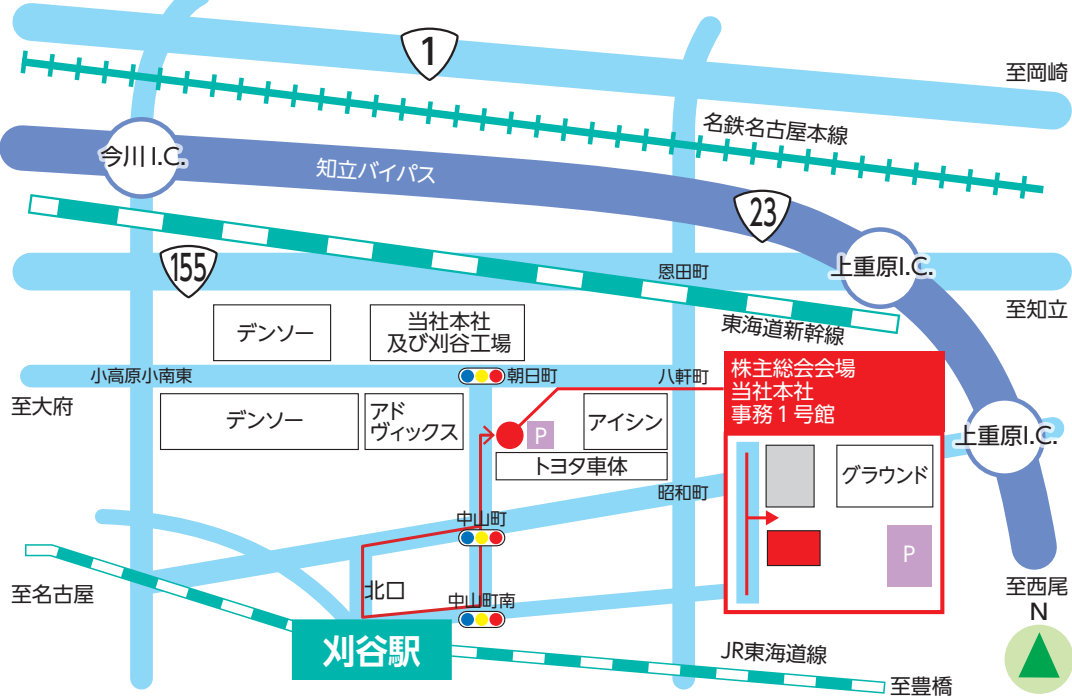 1
至岡崎
名鉄名古屋本線
今川 I.C.
知立バイパス
23
155
恩田町
上重原I.C.
至知立
東海道新幹線
デンソー
当社本社
及び刈谷工場
小高原小南東
朝日町
八軒町
株主総会会場
当社本社
事務1号館
至大府
デンソー
アド
ヴィックス
P
アイシン
上重原I.C.
トヨタ車体
グラウンド
昭和町
中山町
P
至名古屋
北口
中山町南
至西尾
N
刈谷駅
JR東海道線
至豊橋